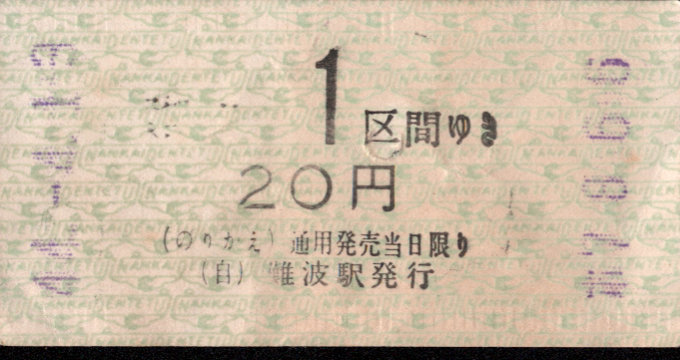 1区間ゆき
20円
(のりかえ) 通用発売当日限り
(自) 難波駅発行